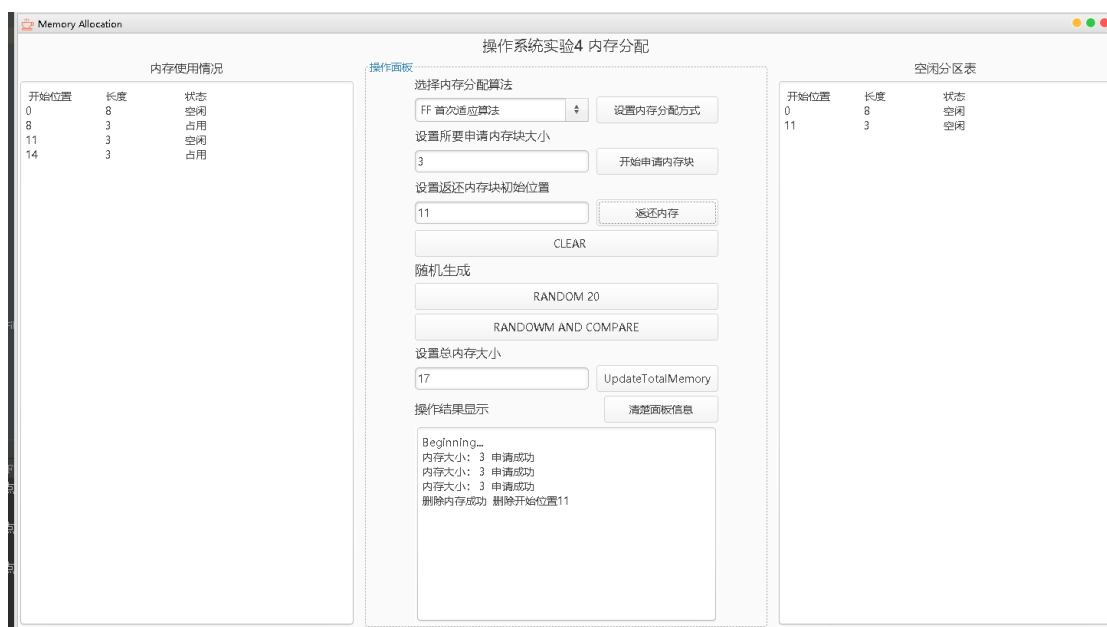 Memory Allocation
操作系统实验4 内存分配
内存使用情况
开始位置 长度 状态
0 8 空闲
8 3 占用
11 3 空闲
14 3 占用
操作面板
选择内存分配算法
FF 首次适应算法 设置内存分配方式
设置所要申请内存块大小
3 开始申请内存块
设置返还内存块初始位置
11 返还内存
CLEAR
随机生成
RANDOM 20
RANDOWM AND COMPARE
设置总内存大小
17 UpdateTotalMemory
操作结果显示 清楚面板信息
Beginning...
内存大小: 3 申请成功
内存大小: 3 申请成功
内存大小: 3 申请成功
删除内存成功 删除开始位置11
空闲分区表
开始位置 长度 状态
0 8 空闲
11 3 空闲